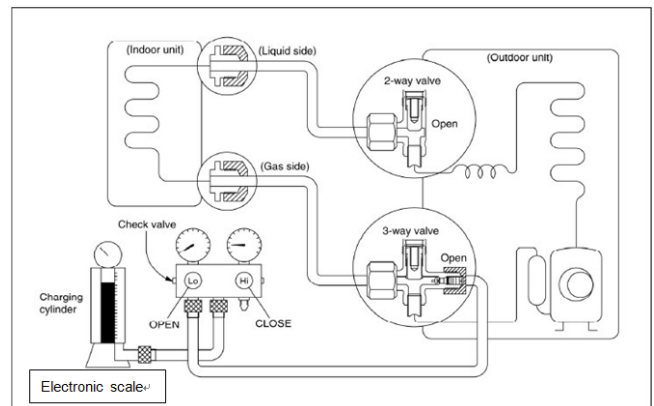 (Indoor unit)
(Liquid side)
(Outdoor unit)
2-way valve
Open
(Gas side)
Check valve
3-way valve
Open
Lo
Hi
Charging
cylinder
OPEN
CLOSE
Electronic scale